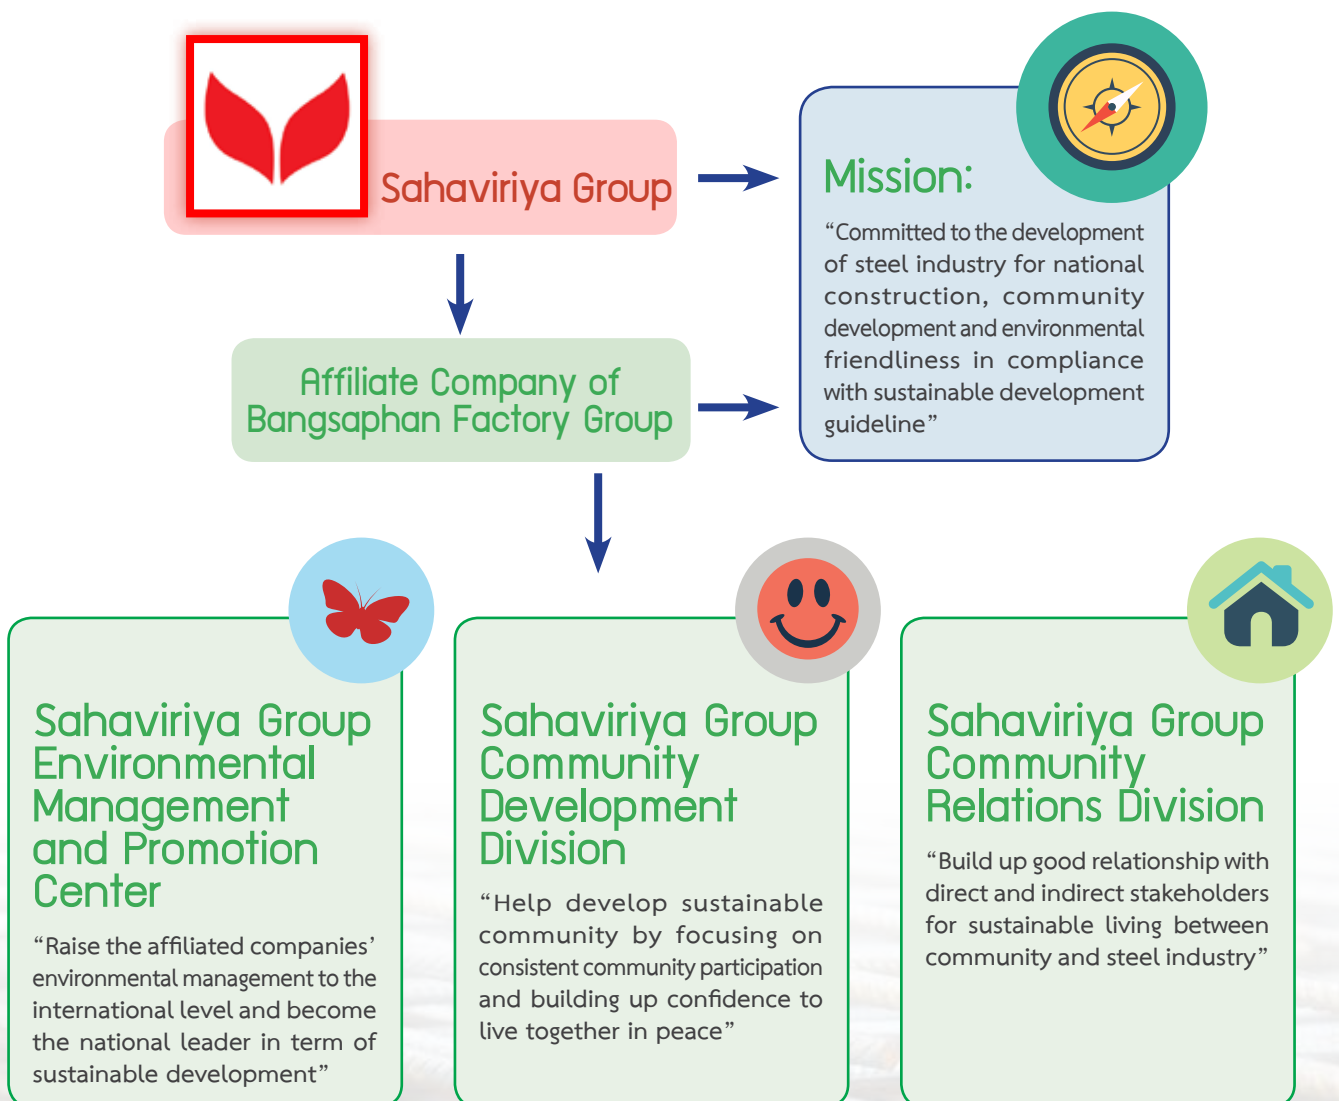 Sahaviriya Group
Mission:
“Committed to the development
of steel industry for national
construction, community
development and environmental
friendliness in compliance
with sustainable development
guideline”
Affiliate Company of
Bangsaphan Factory Group
Sahaviriya Group
Environmental
Management
and Promotion
Center
“Raise the affiliated companies’
environmental management to the
international level and become
the national leader in term of
sustainable development”
Sahaviriya Group
Community
Development
Division
“Help develop sustainable
community by focusing on
consistent community participation
and building up confidence to
live together in peace”
Sahaviriya Group
Community
Relations Division
“Build up good relationship with
direct and indirect stakeholders
for sustainable living between
community and steel industry”